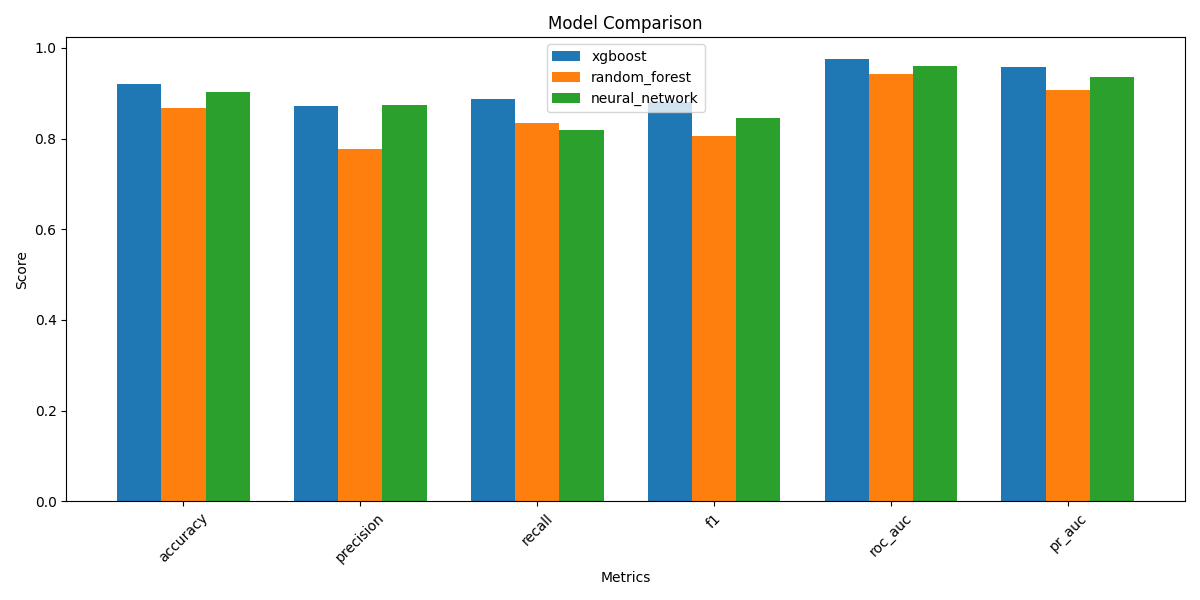 Model Comparison
xgboost
random_forest
neural_network
1.0
0.8
0.6
0.4
0.2
0.0
Score
accuracy
precision
recall
f1
roc_auc
pr_auc
Metrics